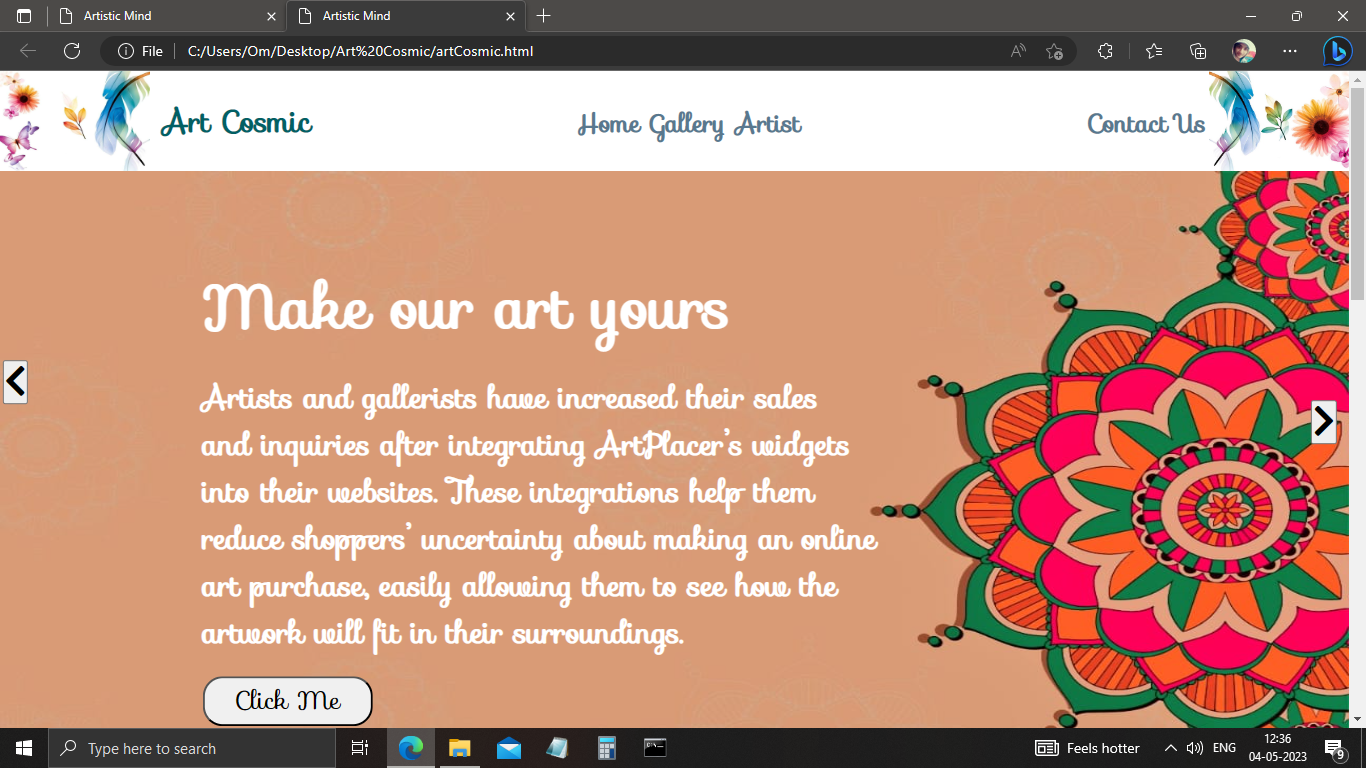 Artistic Mind
Artistic Mind
File
C:/Users/Om/Desktop/Art%20Cosmic/artCosmic.html
Art Cosmic
Home Gallery Artist
Contact Us
Make our art yours
Artists and gallerists have increased their sales
and inquiries after integrating ArtPlacer's widgets
into their websites. These integrations help them
reduce shoppers' uncertainty about making an online
art purchase, easily allowing them to see how the
artwork will fit in their surroundings.
Click Me
Type here to search
Feels hotter
ENG
12:36
04-05-2023
9